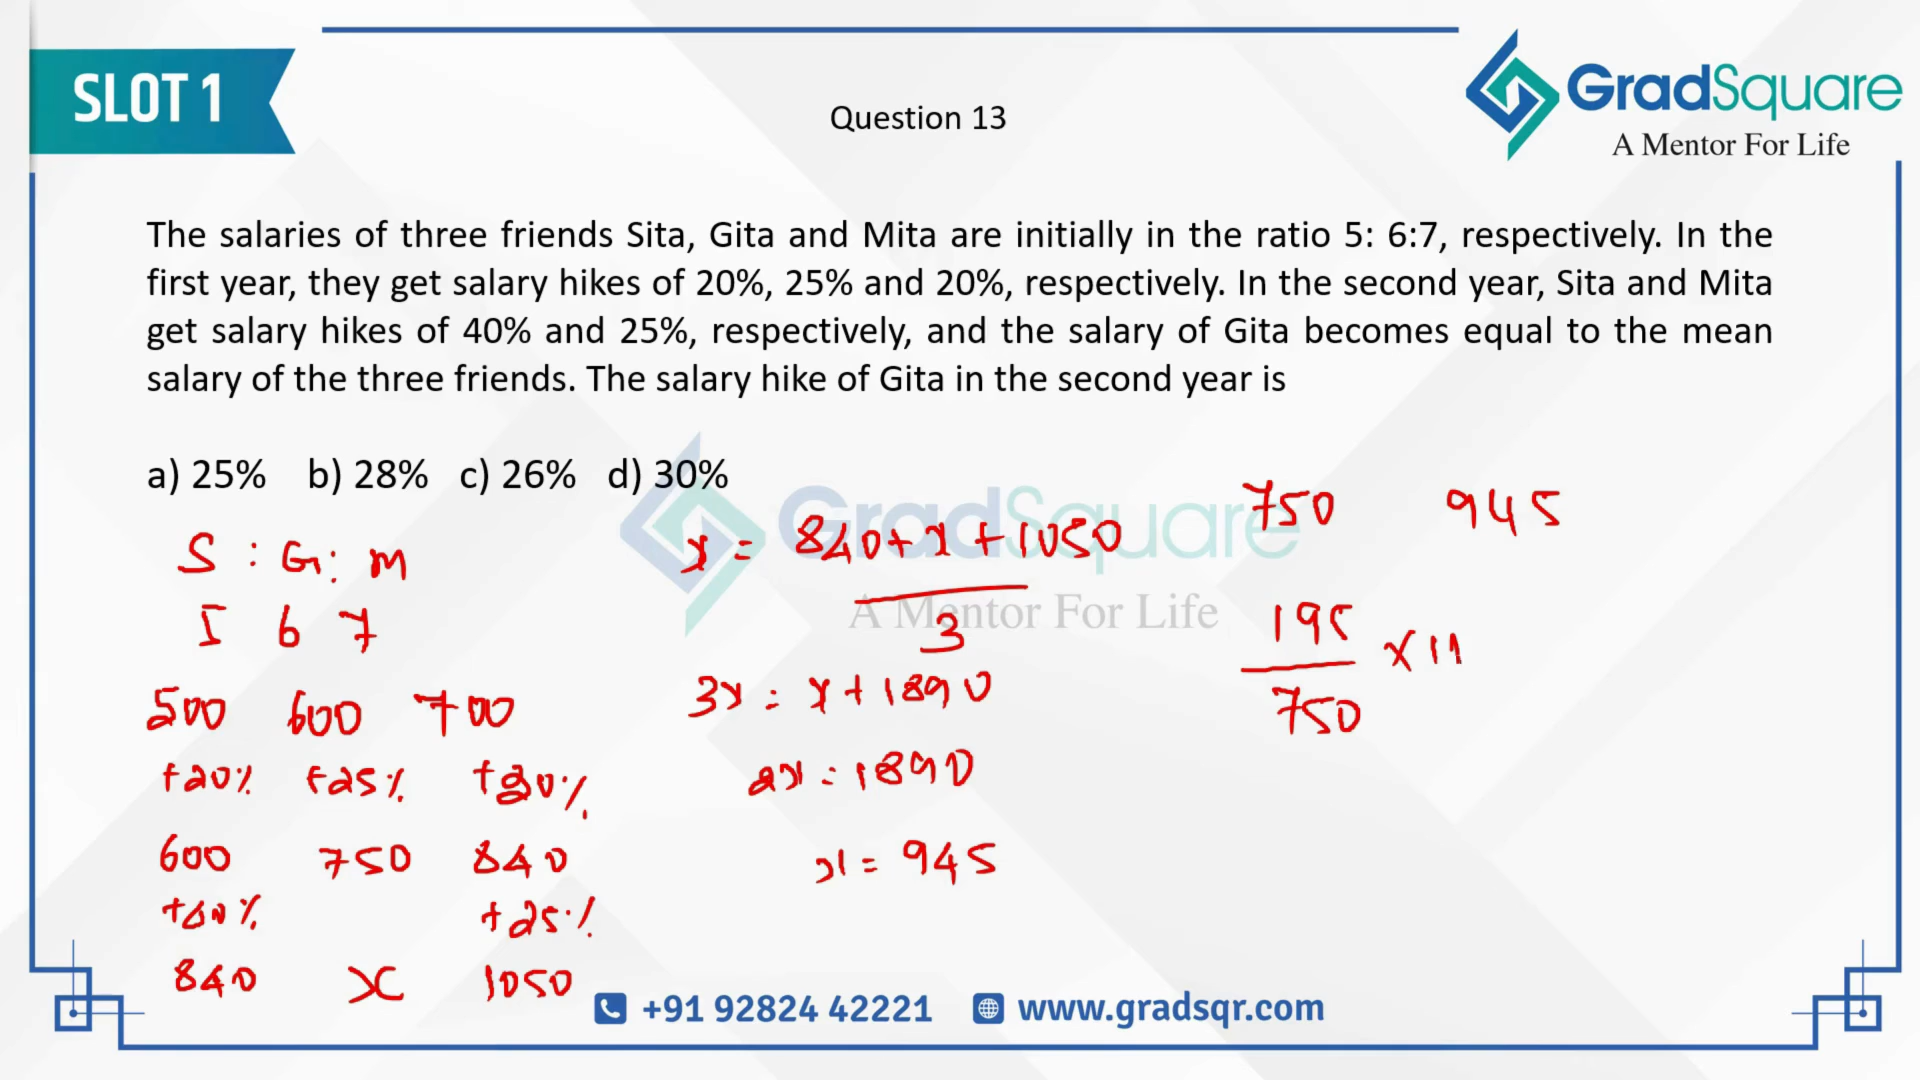 SLOT 1
Question 13
GradSquare
A Mentor For Life
The salaries of three friends Sita, Gita and Mita are initially in the ratio 5: 6:7, respectively. In the
first year, they get salary hikes of 20%, 25% and 20%, respectively. In the second year, Sita and Mita
get salary hikes of 40% and 25%, respectively, and the salary of Gita becomes equal to the mean
salary of the three friends. The salary hike of Gita in the second year is
a) 25% b) 28% c) 26% d) 30%
GradSquare
A Mentor For Life
S : G : M
5 6 7
500 600 700
+20% +25% +20%
600 750 840
+40% +25%
840 x 1050
x = 840 + x + 1050
3
3x = x + 1890
2x = 1890
x = 945
750 945
195 × 11
750
+91 92824 42221 www.gradsqr.com